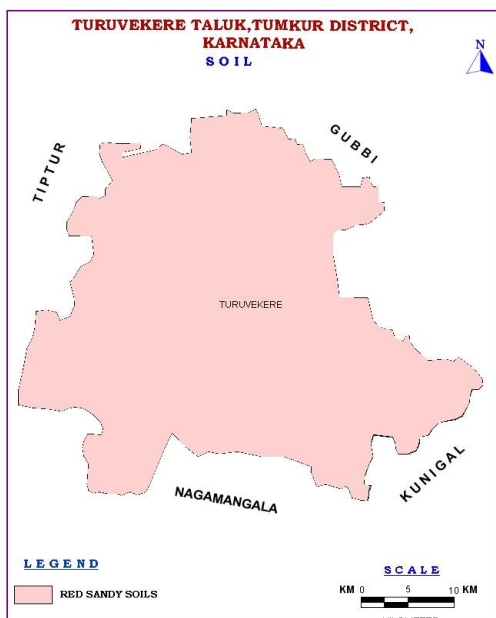 TURUVEKERE TALUK,TUMKUR DISTRICT,
KARNATAKA
SOIL
N
GUBBI
TIPTUR
TURUVEKERE
KUNIGAL
NAGAMANGALA
LEGEND
RED SANDY SOILS
SCALE
KM 0 5 10 KM